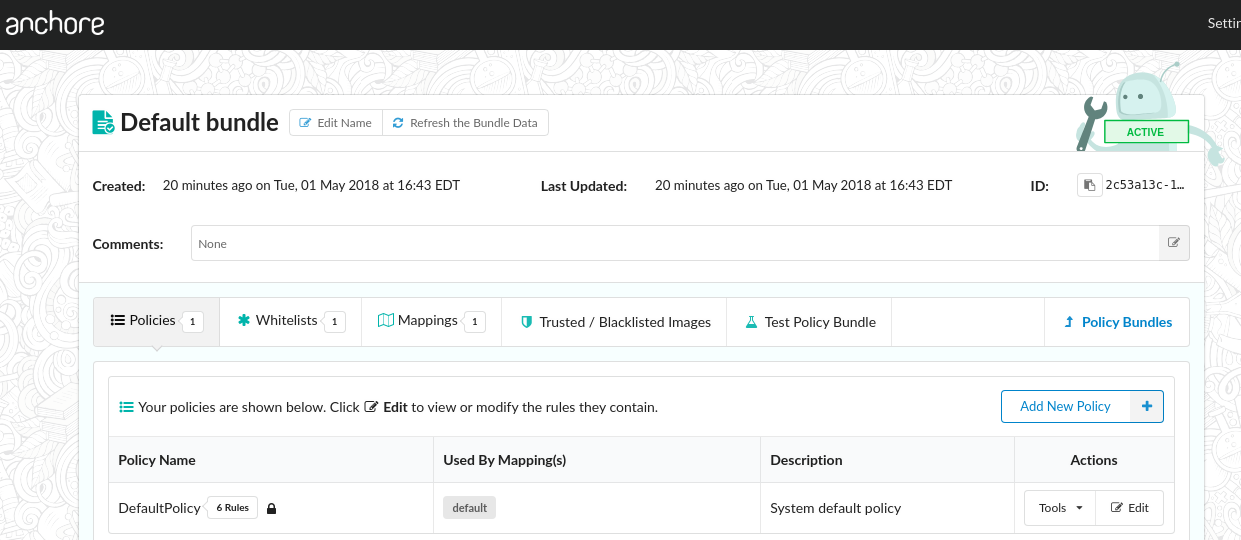 anchore
Settin
Default bundle Edit Name Refresh the Bundle Data
ACTIVE
Created: 20 minutes ago on Tue, 01 May 2018 at 16:43 EDT Last Updated: 20 minutes ago on Tue, 01 May 2018 at 16:43 EDT ID: 2c53a13c-1…
Comments: None
Policies 1 Whitelists 1 Mappings 1 Trusted / Blacklisted Images Test Policy Bundle Policy Bundles
Your policies are shown below. Click Edit to view or modify the rules they contain. Add New Policy +
Policy Name Used By Mapping(s) Description Actions
DefaultPolicy 6 Rules default System default policy Tools Edit